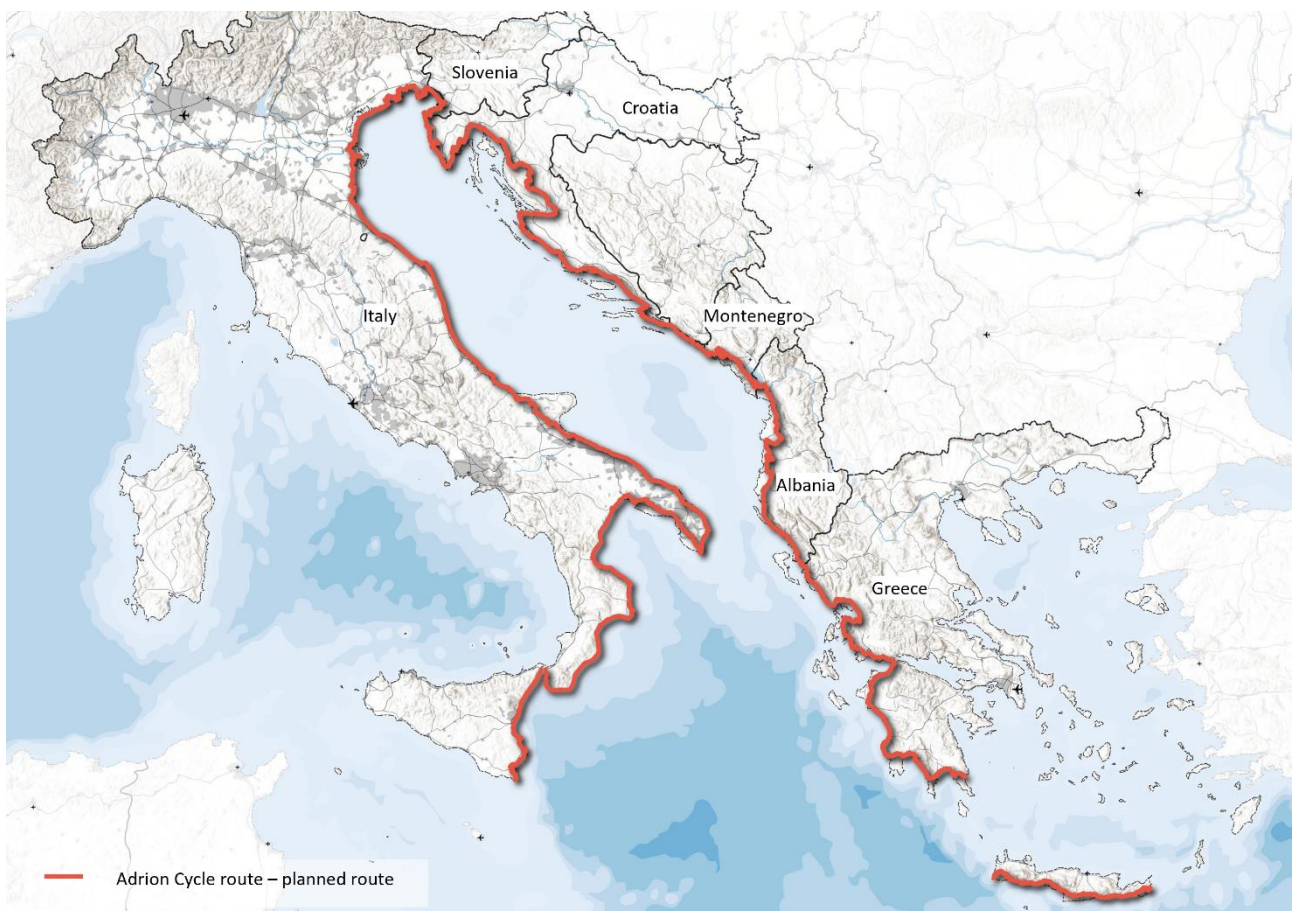 Slovenia
Croatia
Italy
Montenegro
Albania
Greece
Adrion Cycle route – planned route